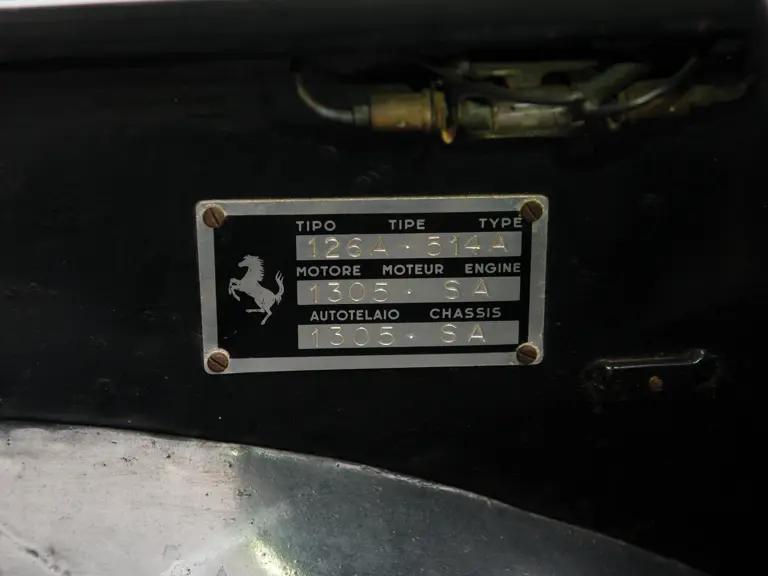 TIPO TIPE TYPE
126A · 514A
MOTORE MOTEUR ENGINE
1305 · SA
AUTOTELAIO CHASSIS
1305 · SA